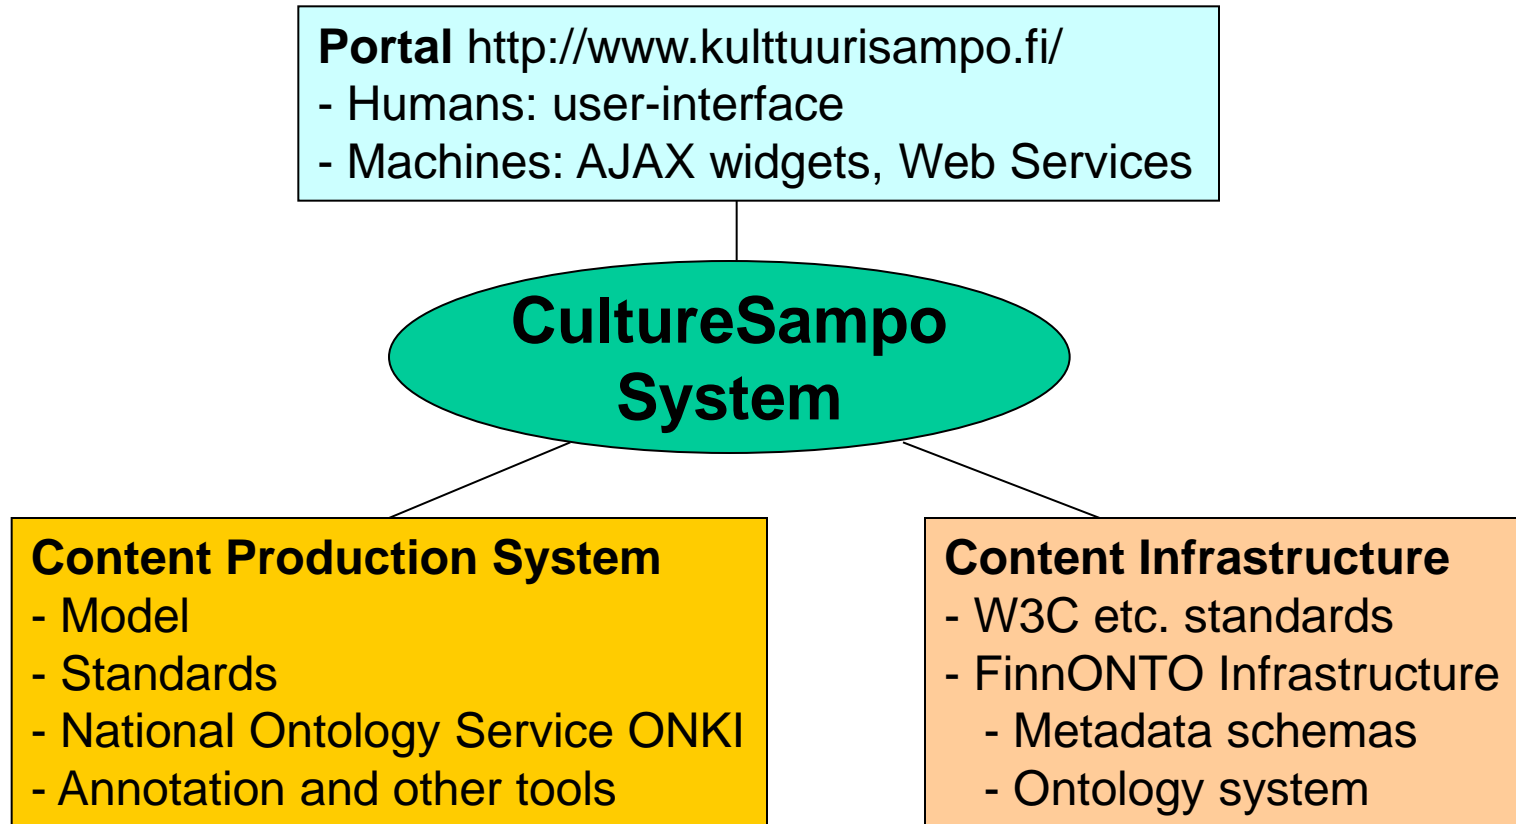 Portal http://www.kulttuurisampo.fi/
- Humans: user-interface
- Machines: AJAX widgets, Web Services
CultureSampo
System
Content Production System
- Model
- Standards
- National Ontology Service ONKI
- Annotation and other tools
Content Infrastructure
- W3C etc. standards
- FinnONTO Infrastructure
- Metadata schemas
- Ontology system